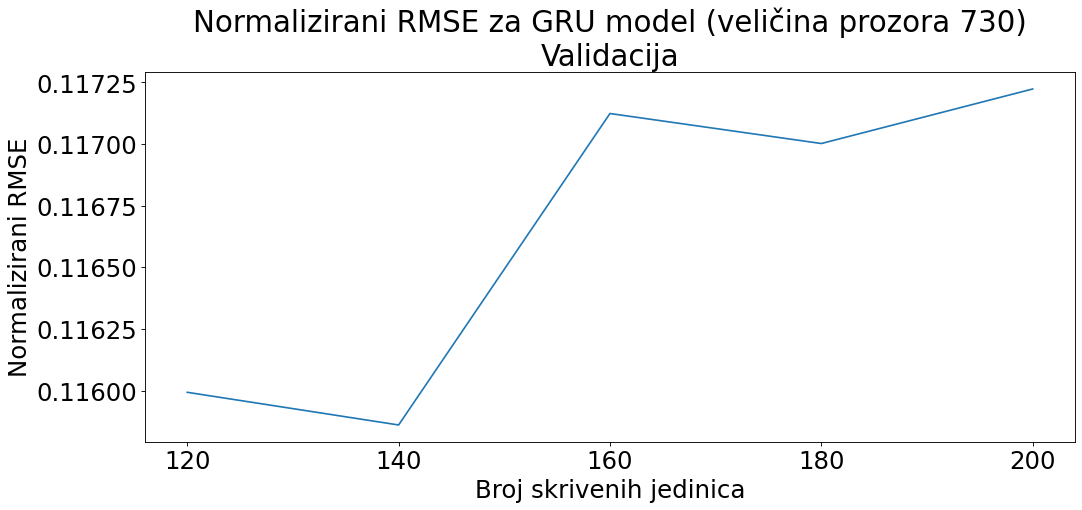 Normalizirani RMSE za GRU model (veličina prozora 730)
Validacija
Normalizirani RMSE
0.11725
0.11700
0.11675
0.11650
0.11625
0.11600
120 140 160 180 200
Broj skrivenih jedinica